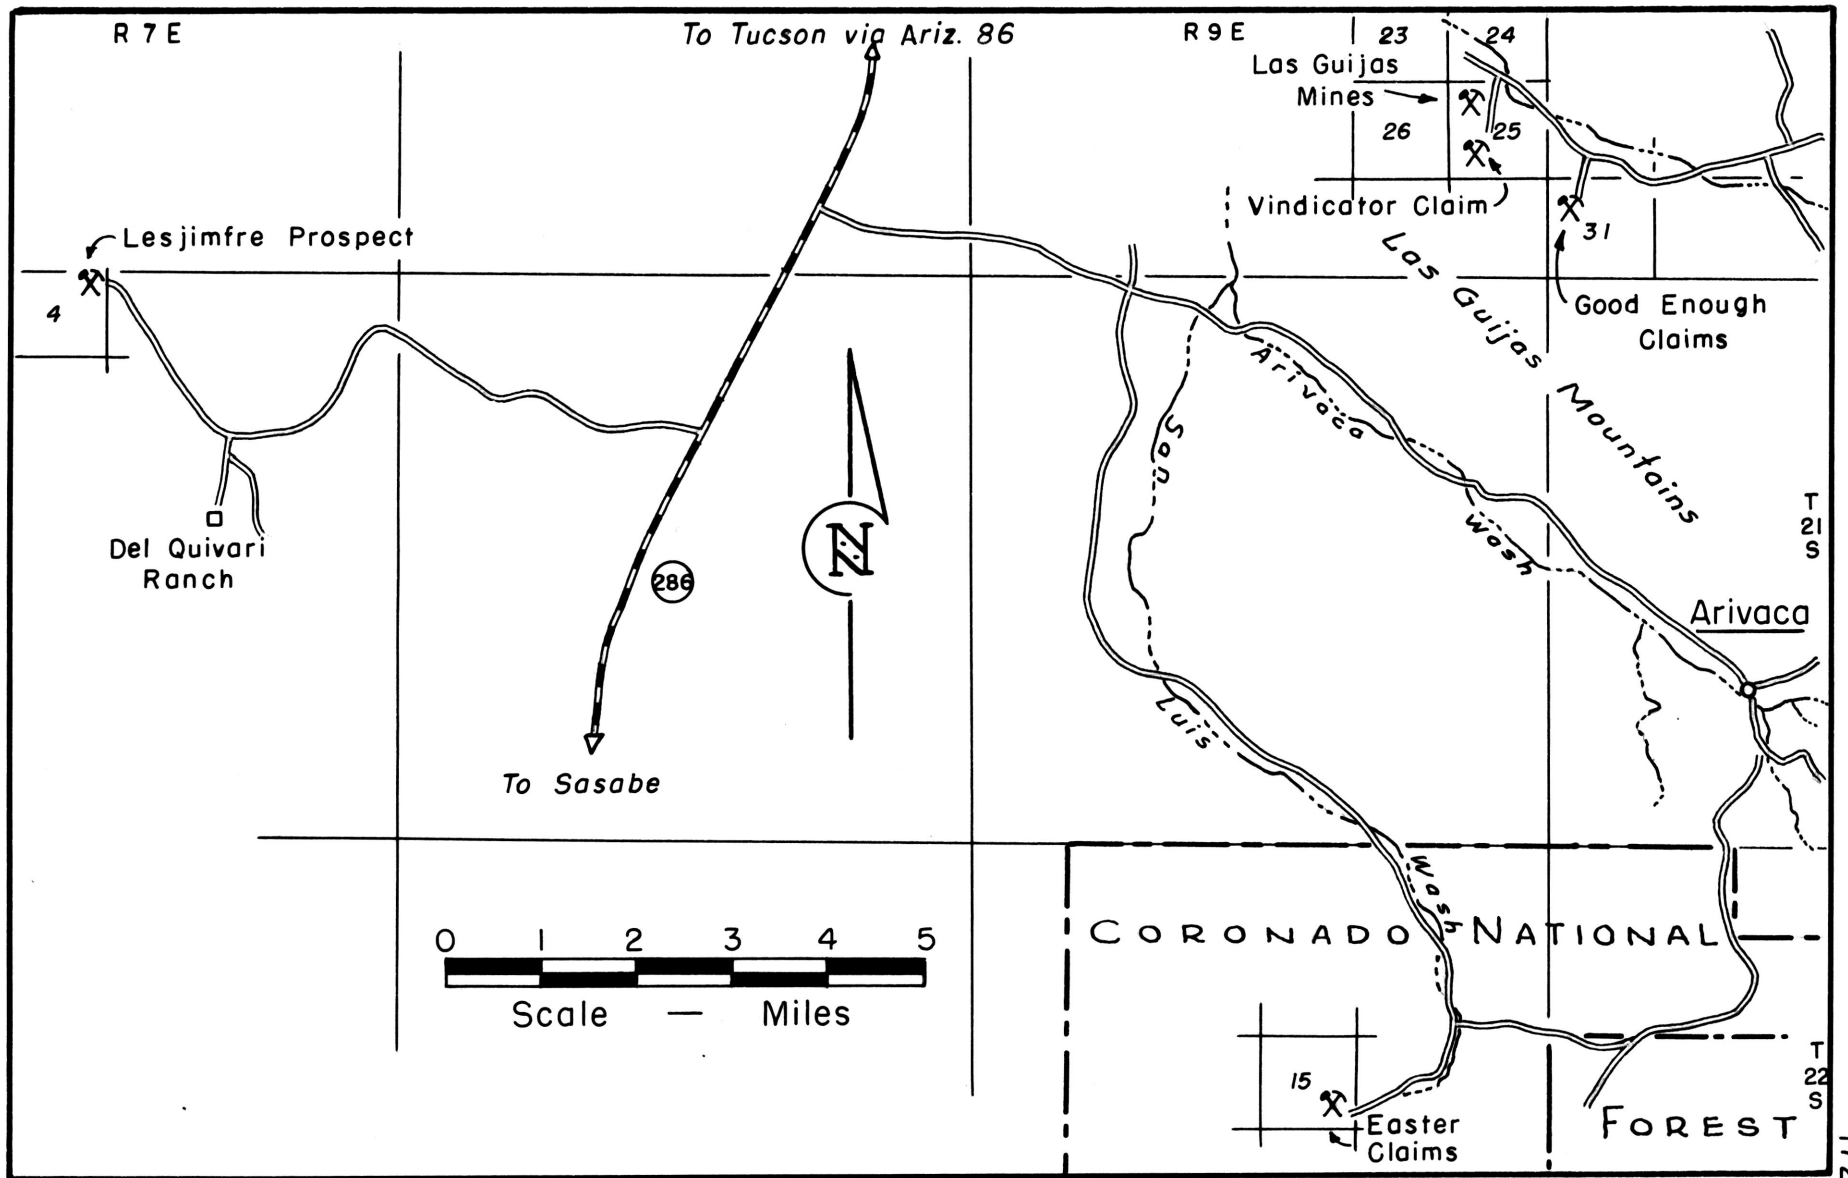 R 7 E
To Tucson via Ariz. 86
R 9 E
23
24
Las Guijas
Mines
26
25
Vindicator Claim
31
Good Enough
Claims
Lesjimfre Prospect
4
Las Guijas Mountains
Arivaca Wash
San Luis Wash
T
21
S
Del Quivari
Ranch
286
N
Arivaca
To Sasabe
0 1 2 3 4 5
Scale — Miles
CORONADO NATIONAL
FOREST
15
Easter
Claims
T
22
S